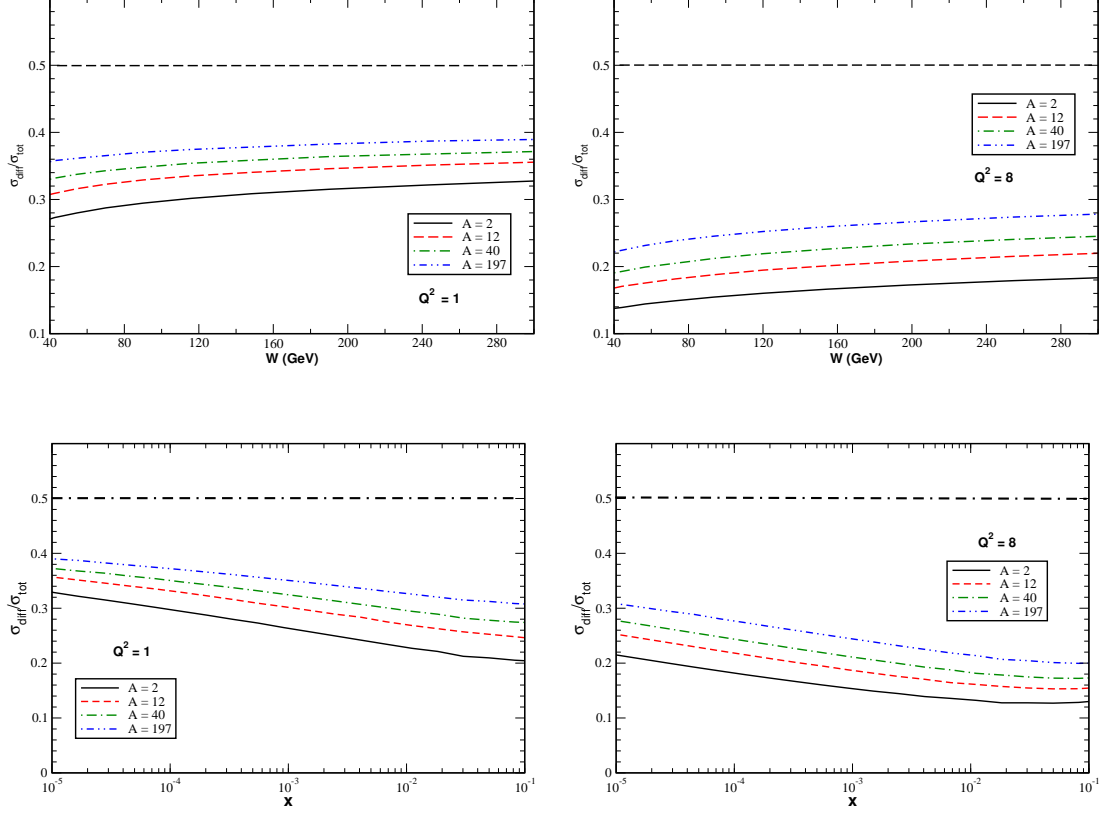 σdiff/σtot
0.5
0.4
0.3
0.2
0.1
A = 2
A = 12
A = 40
A = 197
Q² = 1
40 80 120 160 200 240 280
W (GeV)
σdiff/σtot
0.5
0.4
0.3
0.2
0.1
A = 2
A = 12
A = 40
A = 197
Q² = 8
40 80 120 160 200 240 280
W (GeV)
σdiff/σtot
0.5
0.4
0.3
0.2
0.1
0
Q² = 1
A = 2
A = 12
A = 40
A = 197
10⁻⁵ 10⁻⁴ 10⁻³ 10⁻² 10⁻¹
x
σdiff/σtot
0.5
0.4
0.3
0.2
0.1
0
Q² = 8
A = 2
A = 12
A = 40
A = 197
10⁻⁵ 10⁻⁴ 10⁻³ 10⁻² 10⁻¹
x